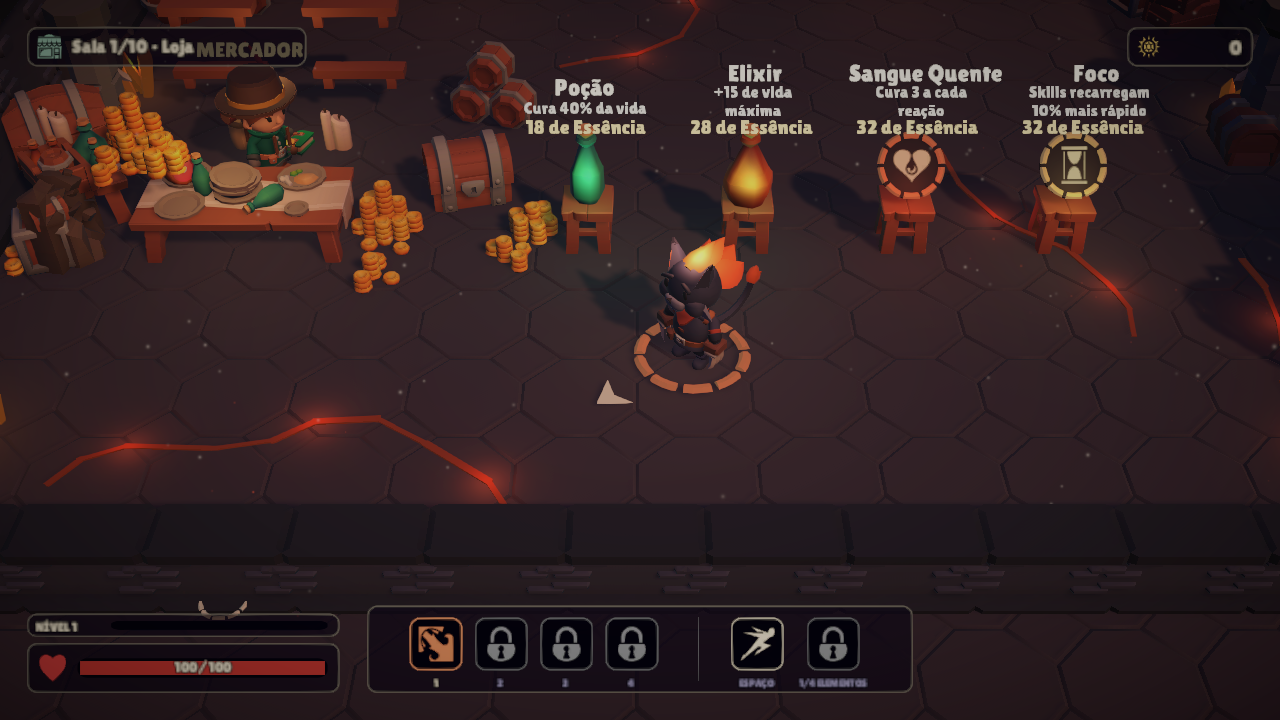 Sala 1/10 - Loja
MERCADOR
0
Poção
Cura 40% da vida
18 de Essência
Elixir
+15 de vida
máxima
28 de Essência
Sangue Quente
Cura 3 a cada
reação
32 de Essência
Foco
Skills recarregam
10% mais rápido
32 de Essência
NÍVEL 1
100/100
1
2
3
4
ESPAÇO
1/4 ELEMENTOS